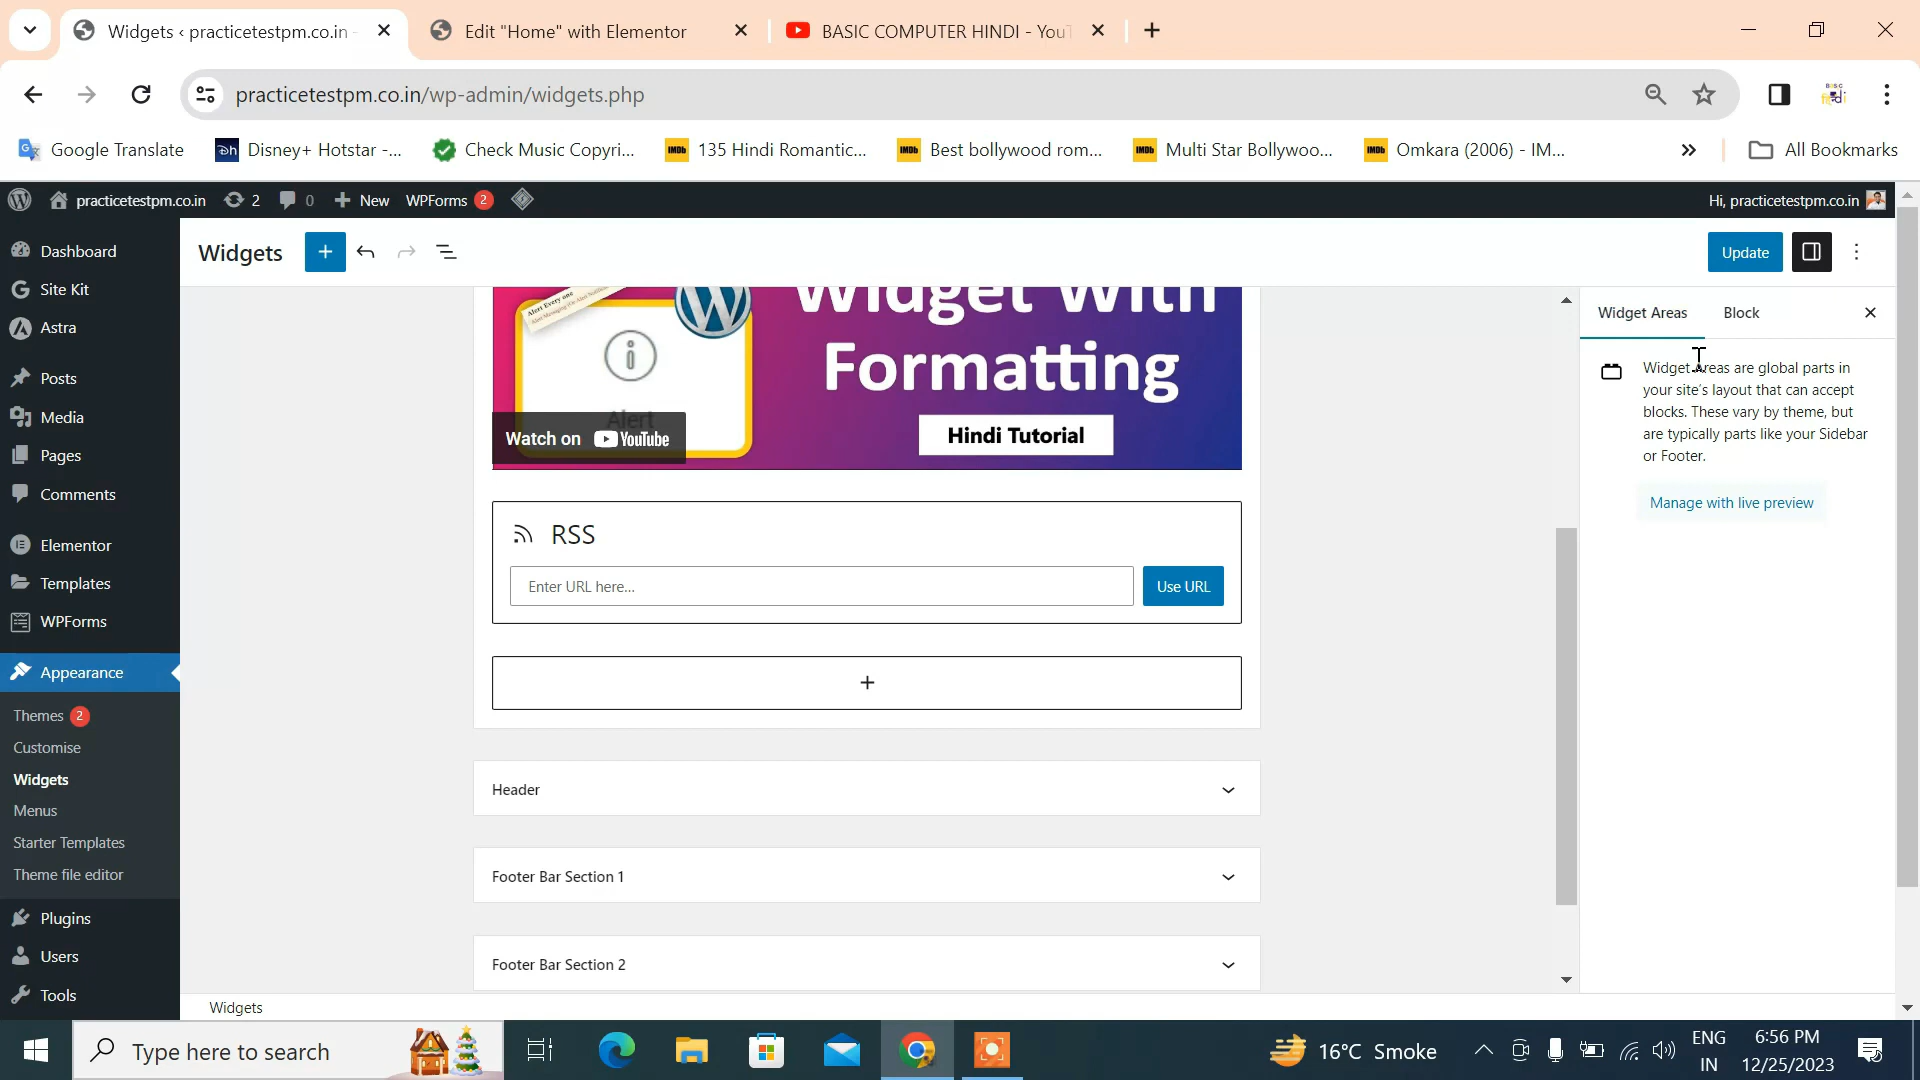 Widgets ‹ practicetestpm.co.in -
Edit "Home" with Elementor
BASIC COMPUTER HINDI - YouT
practicetestpm.co.in/wp-admin/widgets.php
Google Translate
Disney+ Hotstar -...
Check Music Copyri...
135 Hindi Romantic...
Best bollywood rom...
Multi Star Bollywoo...
Omkara (2006) - IM...
All Bookmarks
practicetestpm.co.in
2
0
New
WPForms 2
Hi, practicetestpm.co.in
Dashboard
Site Kit
Astra
Posts
Media
Pages
Comments
Elementor
Templates
WPForms
Appearance
Themes 2
Customise
Widgets
Menus
Starter Templates
Theme file editor
Plugins
Users
Tools
Widgets
Update
Widget With
Formatting
Hindi Tutorial
Alert Every one
Alert
Watch on YouTube
RSS
Enter URL here...
Use URL
Header
Footer Bar Section 1
Footer Bar Section 2
Widgets
Widget Areas
Block
Widget Areas are global parts in
your site's layout that can accept
blocks. These vary by theme, but
are typically parts like your Sidebar
or Footer.
Manage with live preview
Type here to search
16°C Smoke
ENG
IN
6:56 PM
12/25/2023